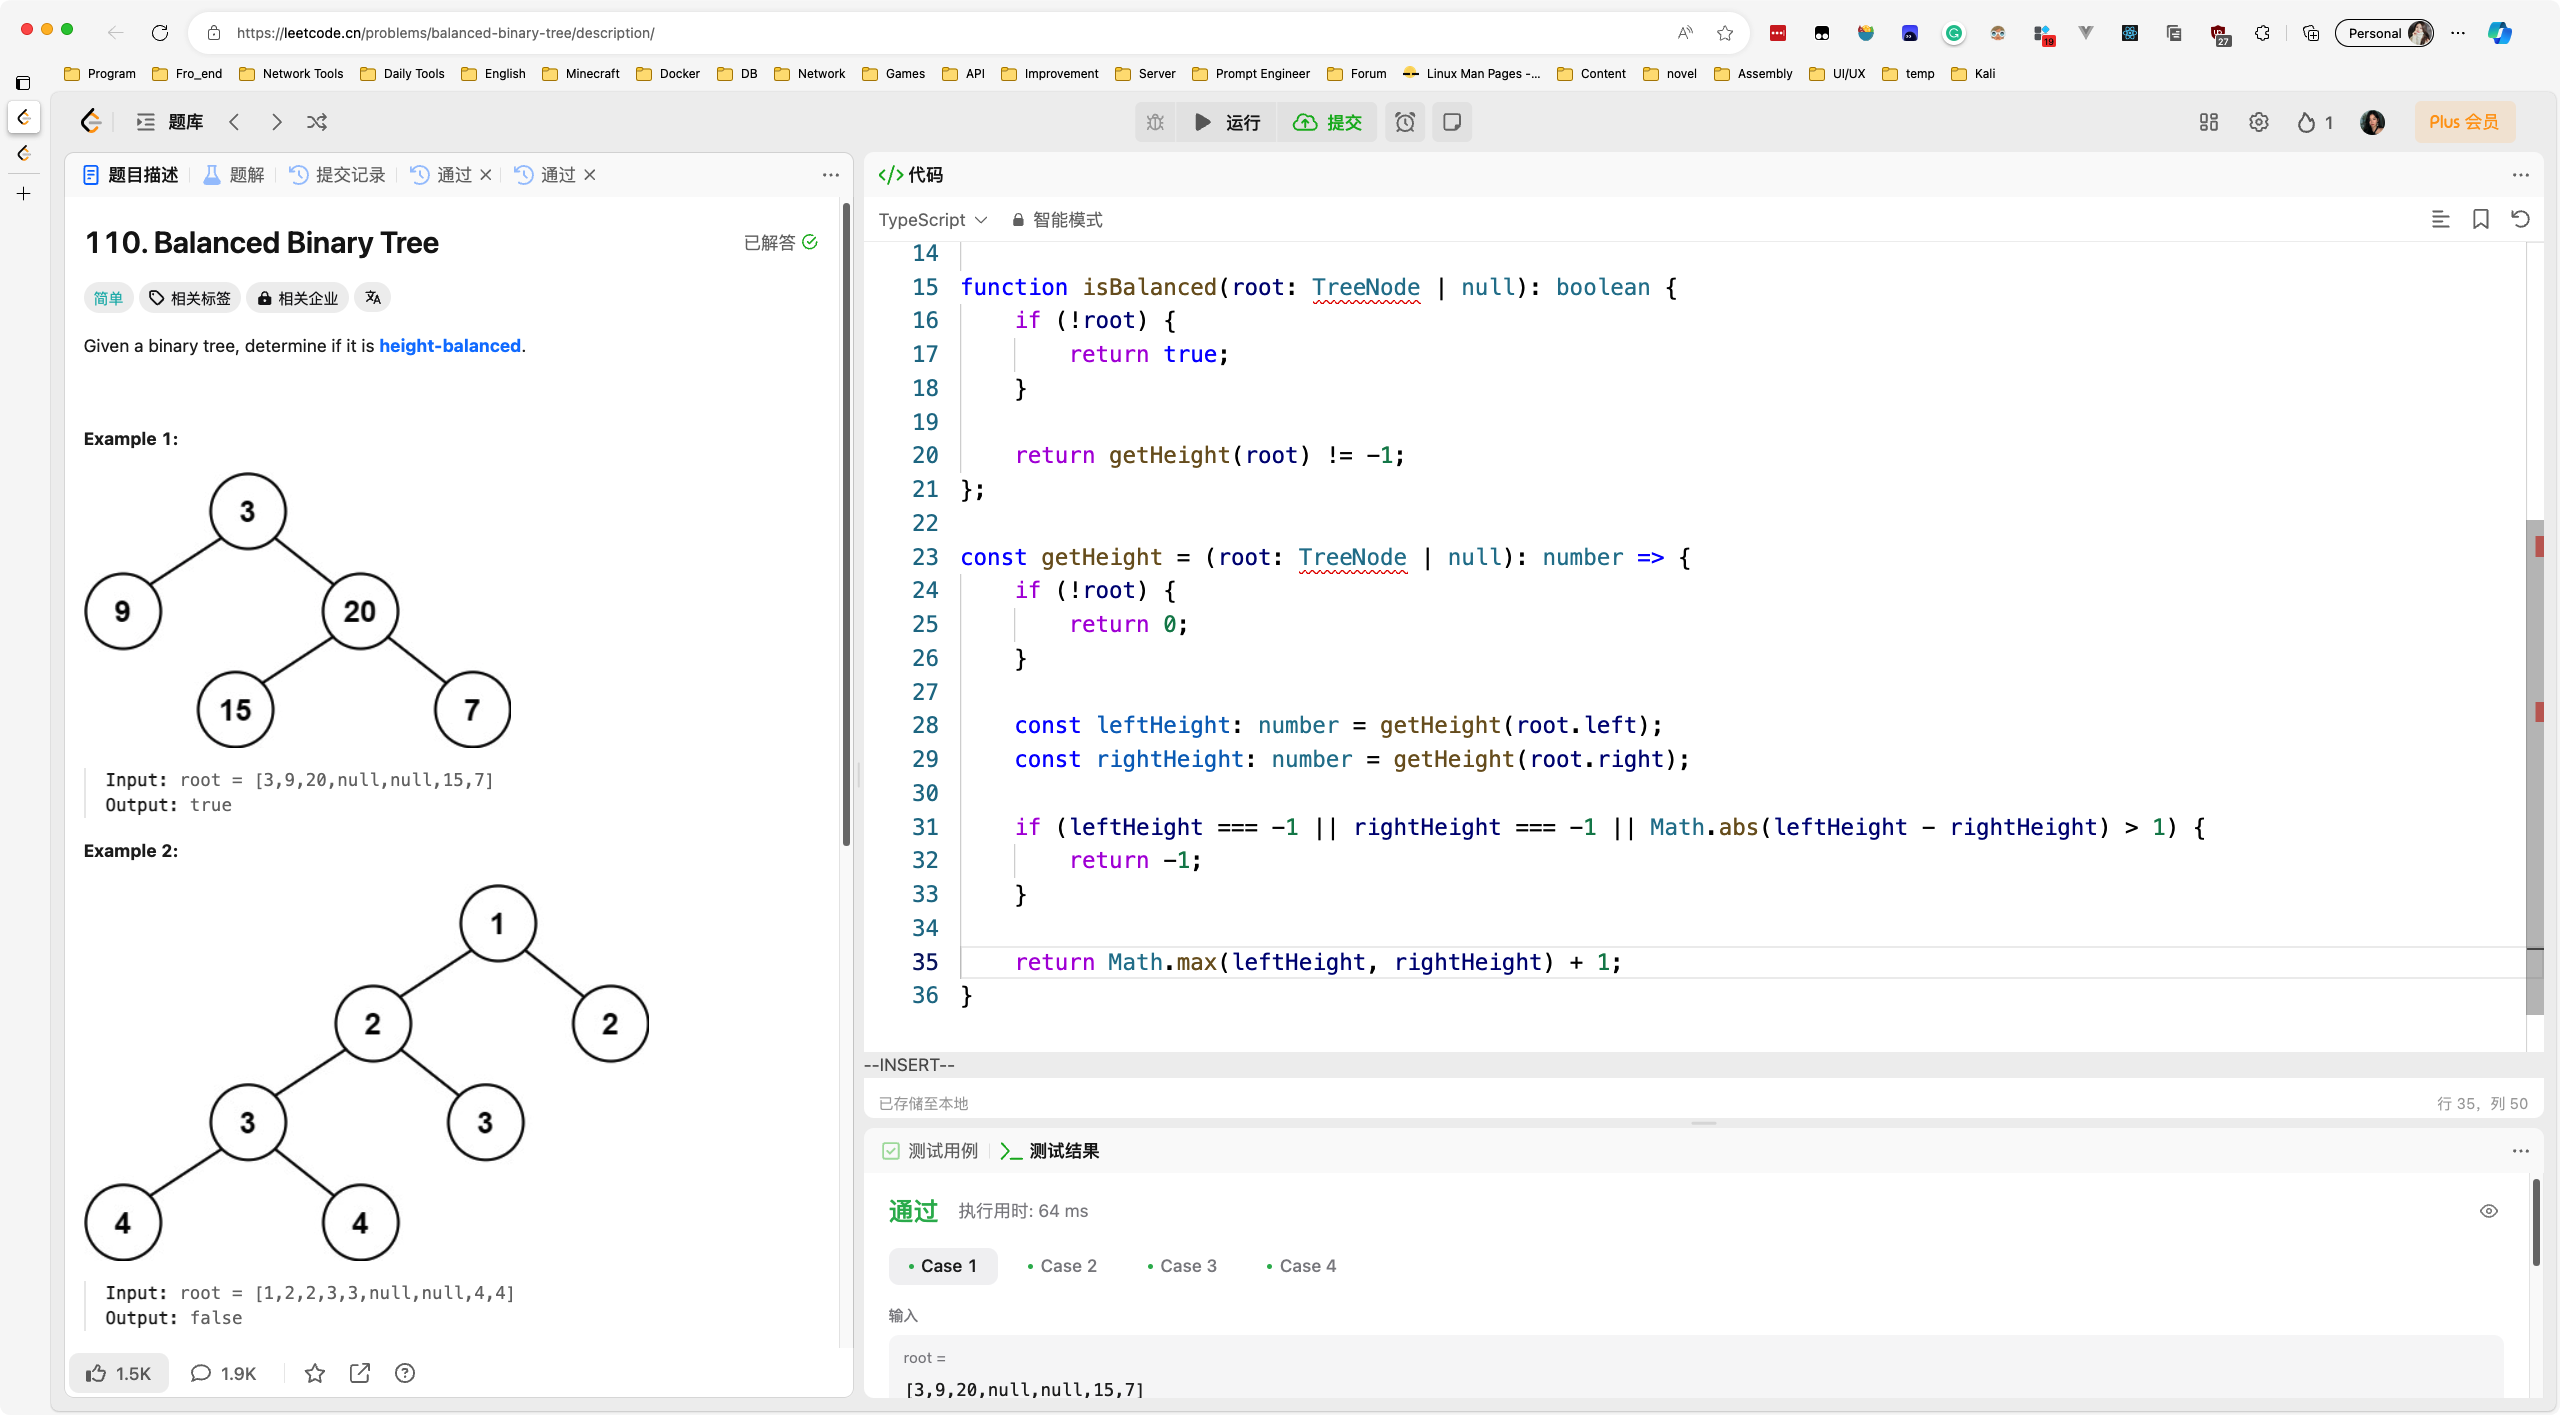 https://leetcode.cn/problems/balanced-binary-tree/description/
19
27
Personal
Program
Fro_end
Network Tools
Daily Tools
English
Minecraft
Docker
DB
Network
Games
API
Improvement
Server
Prompt Engineer
Forum
Linux Man Pages -...
Content
novel
Assembly
UI/UX
temp
Kali
题库
运行
提交
1
Plus 会员
题目描述
题解
提交记录
通过
通过
110. Balanced Binary Tree
已解答
简单
相关标签
相关企业
Given a binary tree, determine if it is height-balanced.
Example 1:
3
9
20
15
7
Input: root = [3,9,20,null,null,15,7]
Output: true
Example 2:
1
2
2
3
3
4
4
Input: root = [1,2,2,3,3,null,null,4,4]
Output: false
1.5K
1.9K
</> 代码
TypeScript
智能模式
14
15 function isBalanced(root: TreeNode | null): boolean {
16     if (!root) {
17         return true;
18     }
19
20     return getHeight(root) != -1;
21 };
22
23 const getHeight = (root: TreeNode | null): number => {
24     if (!root) {
25         return 0;
26     }
27
28     const leftHeight: number = getHeight(root.left);
29     const rightHeight: number = getHeight(root.right);
30
31     if (leftHeight === -1 || rightHeight === -1 || Math.abs(leftHeight - rightHeight) > 1) {
32         return -1;
33     }
34
35     return Math.max(leftHeight, rightHeight) + 1;
36 }
--INSERT--
已存储至本地
行 35, 列 50
测试用例
测试结果
通过
执行用时: 64 ms
Case 1
Case 2
Case 3
Case 4
输入
root =
[3,9,20,null,null,15,7]